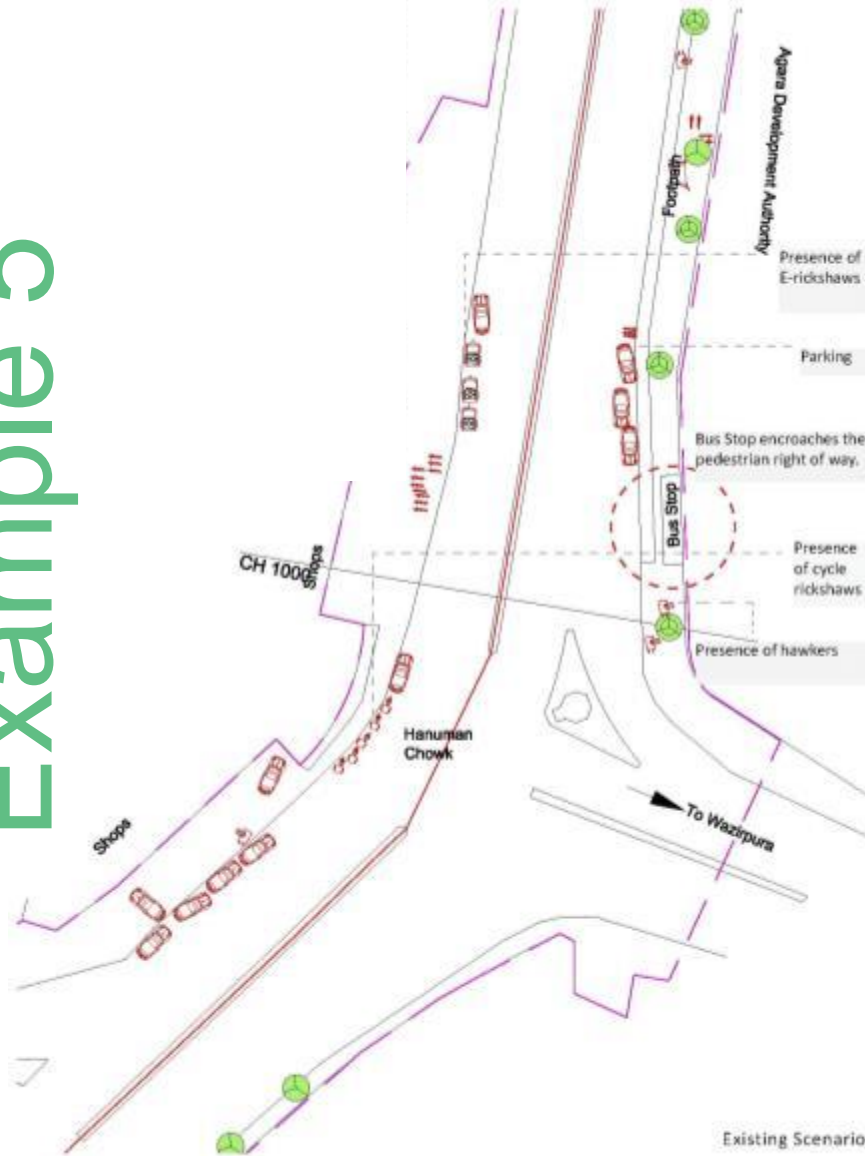 Example 5
Agara Development Authority
Footpath
Presence of
E-rickshaws
Parking
Bus Stop encroaches the
pedestrian right of way.
Bus Stop
Presence
of cycle
rickshaws
CH 1000
Shops
Presence of hawkers
Hanuman
Chowk
To Wazirpura
Shops
Existing Scenario